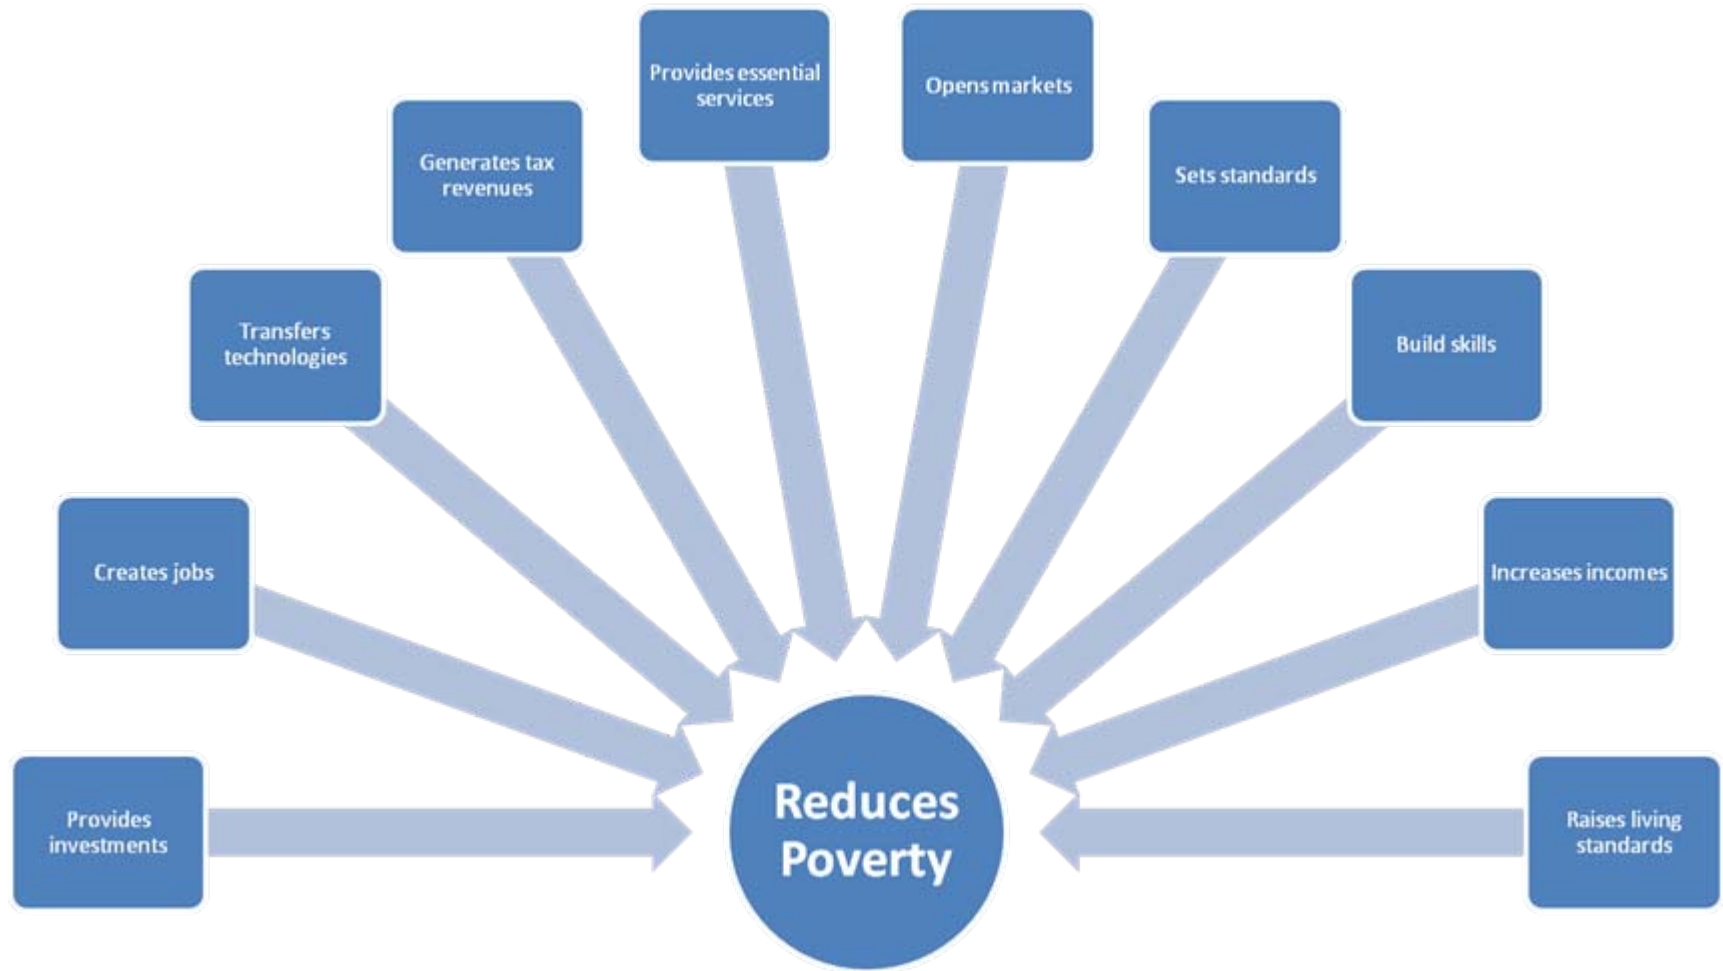 Provides essential
services
Opens markets
Generates tax
revenues
Sets standards
Transfers
technologies
Build skills
Creates jobs
Increases incomes
Provides
investments
Reduces
Poverty
Raises living
standards